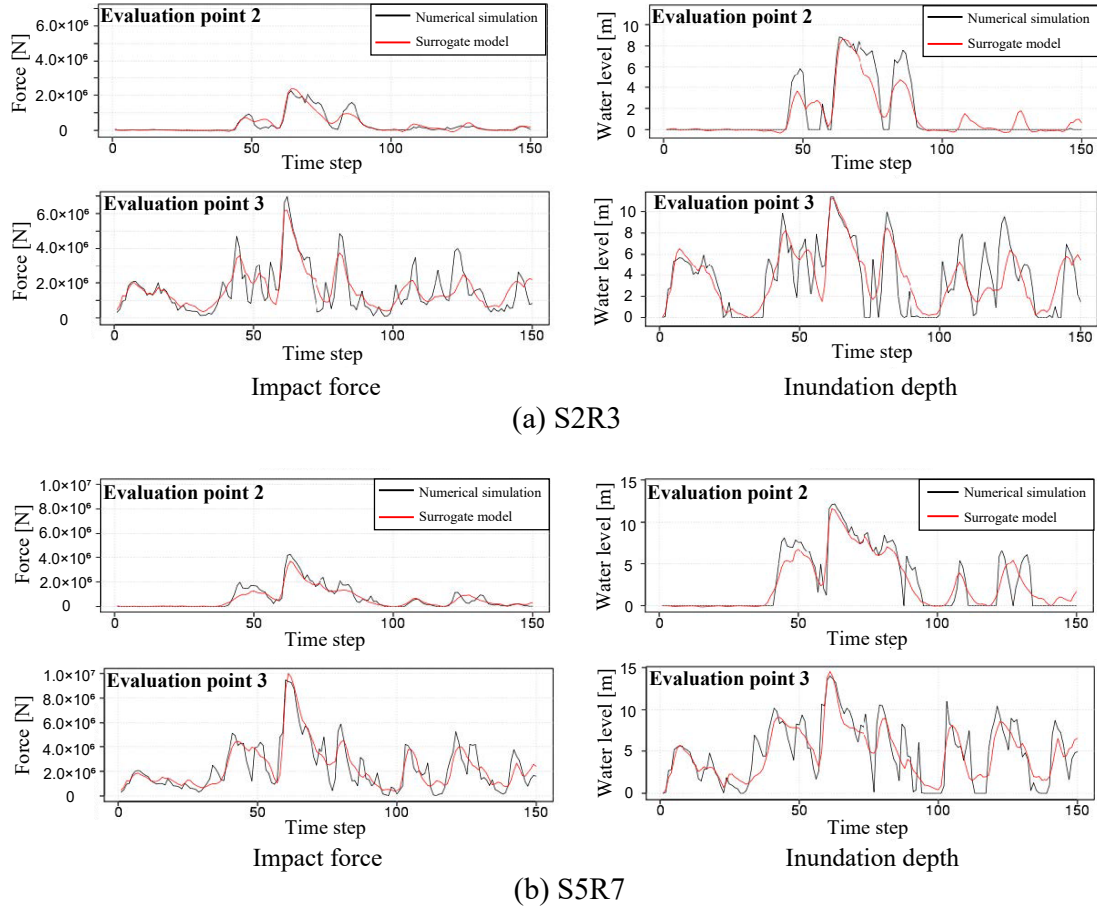 Evaluation point 2
Numerical simulation
Surrogate model
Force [N]
6.0×10⁶
4.0×10⁶
2.0×10⁶
0
0 50 100 150
Time step
Evaluation point 2
Numerical simulation
Surrogate model
Water level [m]
10
8
6
4
2
0
0 50 100 150
Time step
Evaluation point 3
Force [N]
6.0×10⁶
4.0×10⁶
2.0×10⁶
0
0 50 100 150
Time step
Impact force
Evaluation point 3
Water level [m]
10
8
6
4
2
0
0 50 100 150
Time step
Inundation depth
(a) S2R3
Evaluation point 2
Numerical simulation
Surrogate model
Force [N]
1.0×10⁷
8.0×10⁶
6.0×10⁶
4.0×10⁶
2.0×10⁶
0
0 50 100 150
Time step
Evaluation point 2
Numerical simulation
Surrogate model
Water level [m]
15
10
5
0
0 50 100 150
Time step
Evaluation point 3
Force [N]
1.0×10⁷
8.0×10⁶
6.0×10⁶
4.0×10⁶
2.0×10⁶
0
0 50 100 150
Time step
Impact force
Evaluation point 3
Water level [m]
15
10
5
0
0 50 100 150
Time step
Inundation depth
(b) S5R7